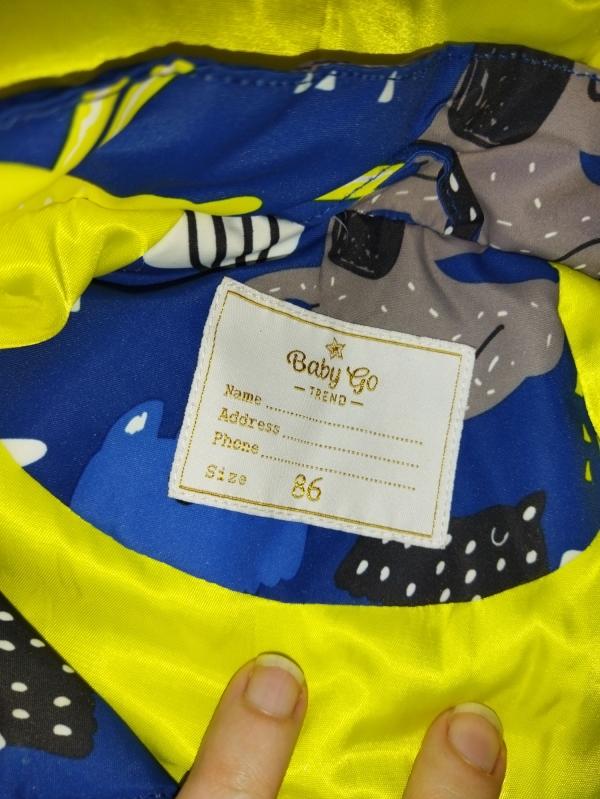 Baby Go
— TREND —
Name
Address
Phone
Size 86